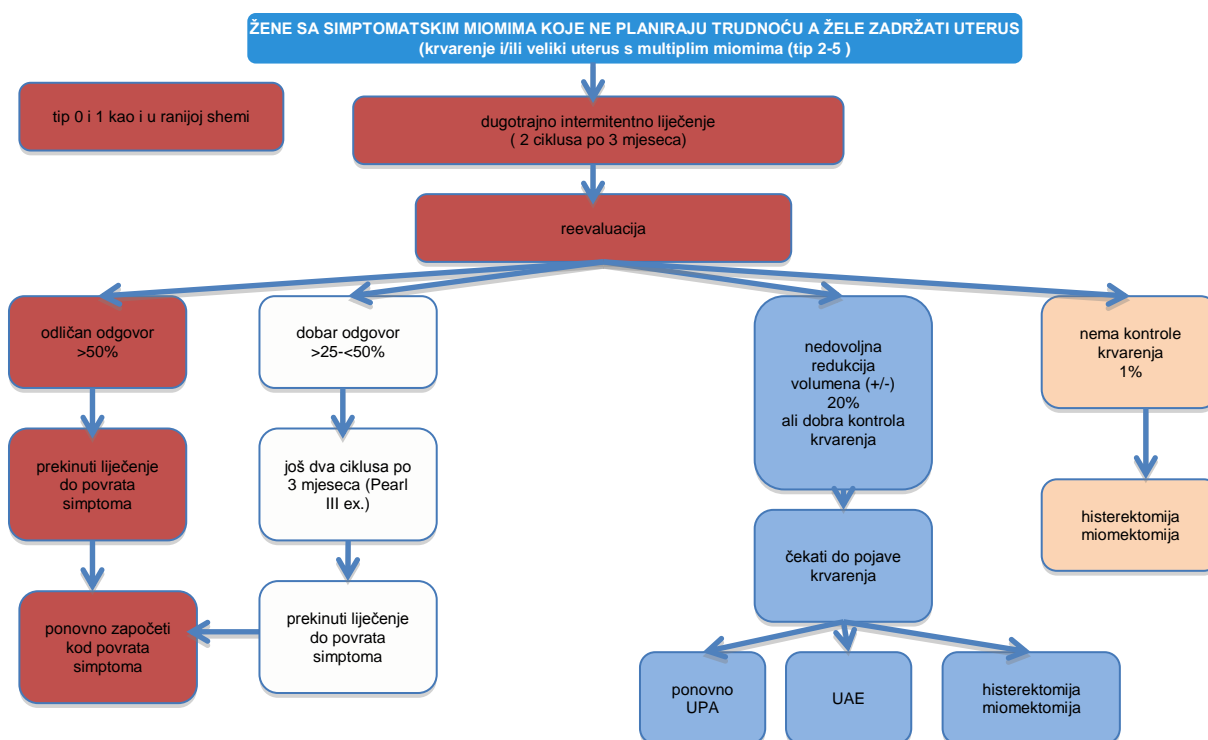 ŽENE SA SIMPTOMATSKIM MIOMIMA KOJE NE PLANIRAJU TRUDNOĆU A ŽELE ZADRŽATI UTERUS
(krvarenje i/ili veliki uterus s multiplim miomima (tip 2-5 )
tip 0 i 1 kao i u ranijoj shemi
dugotrajno intermitentno liječenje
( 2 ciklusa po 3 mjeseca)
reevaluacija
odličan odgovor
>50%
dobar odgovor
>25-<50%
nedovoljna
redukcija
volumena (+/-)
20%
ali dobra kontrola
krvarenja
nema kontrole
krvarenja
1%
prekinuti liječenje
do povrata
simptoma
još dva ciklusa po
3 mjeseca (Pearl
III ex.)
čekati do pojave
krvarenja
histerektomija
miomektomija
ponovno započeti
kod povrata
simptoma
prekinuti liječenje
do povrata
simptoma
ponovno
UPA
UAE
histerektomija
miomektomija